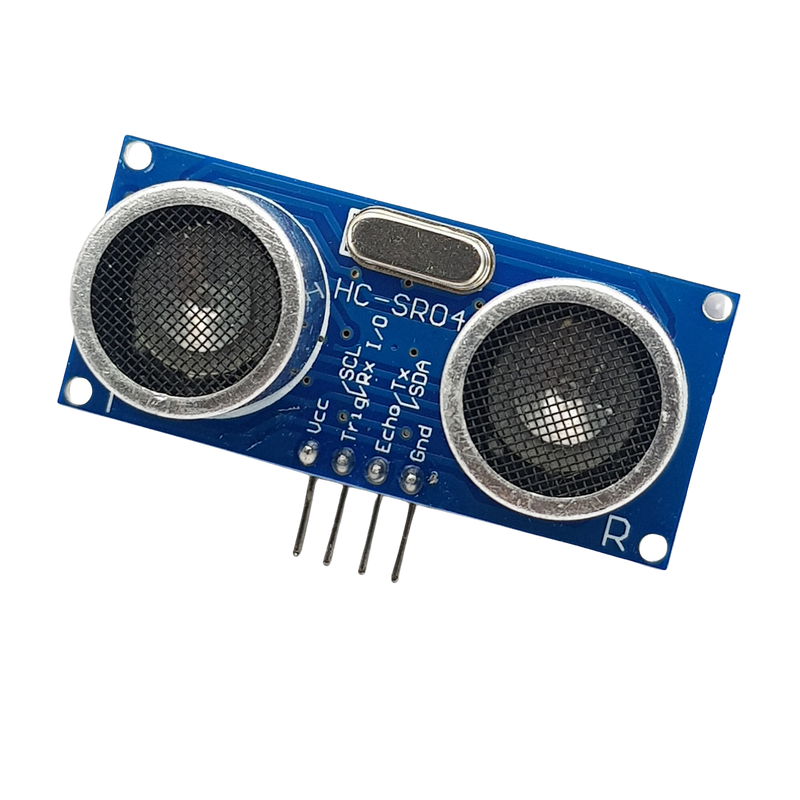 HC-SR04
Vcc
Trig/Rx I/O
/SCL
Echo/Tx
/SDA
Gnd
T
R